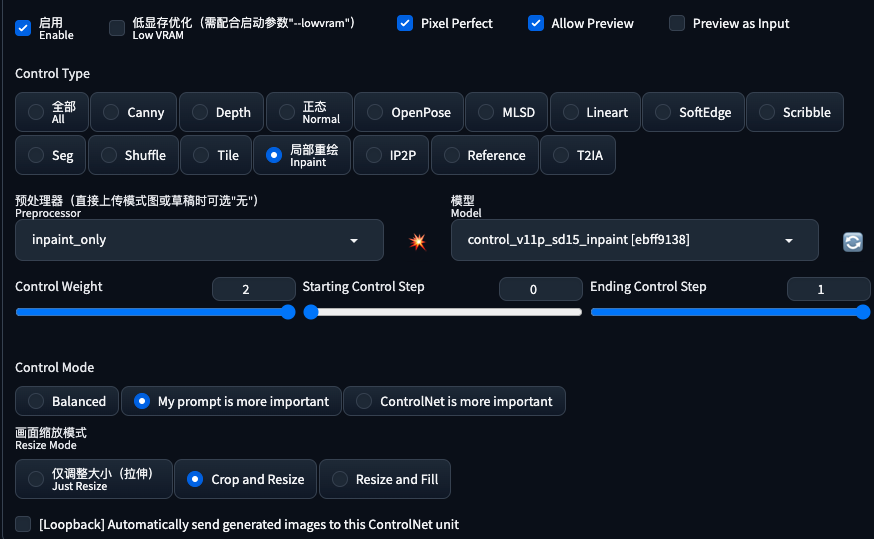 启用
Enable
低显存优化（需配合启动参数"--lowvram"）
Low VRAM
Pixel Perfect
Allow Preview
Preview as Input
Control Type
全部
All
Canny
Depth
正态
Normal
OpenPose
MLSD
Lineart
SoftEdge
Scribble
Seg
Shuffle
Tile
局部重绘
Inpaint
IP2P
Reference
T2IA
预处理器（直接上传模式图或草稿时可选"无"）
Preprocessor
模型
Model
inpaint_only
control_v11p_sd15_inpaint [ebff9138]
Control Weight
2
Starting Control Step
0
Ending Control Step
1
Control Mode
Balanced
My prompt is more important
ControlNet is more important
画面缩放模式
Resize Mode
仅调整大小（拉伸）
Just Resize
Crop and Resize
Resize and Fill
[Loopback] Automatically send generated images to this ControlNet unit